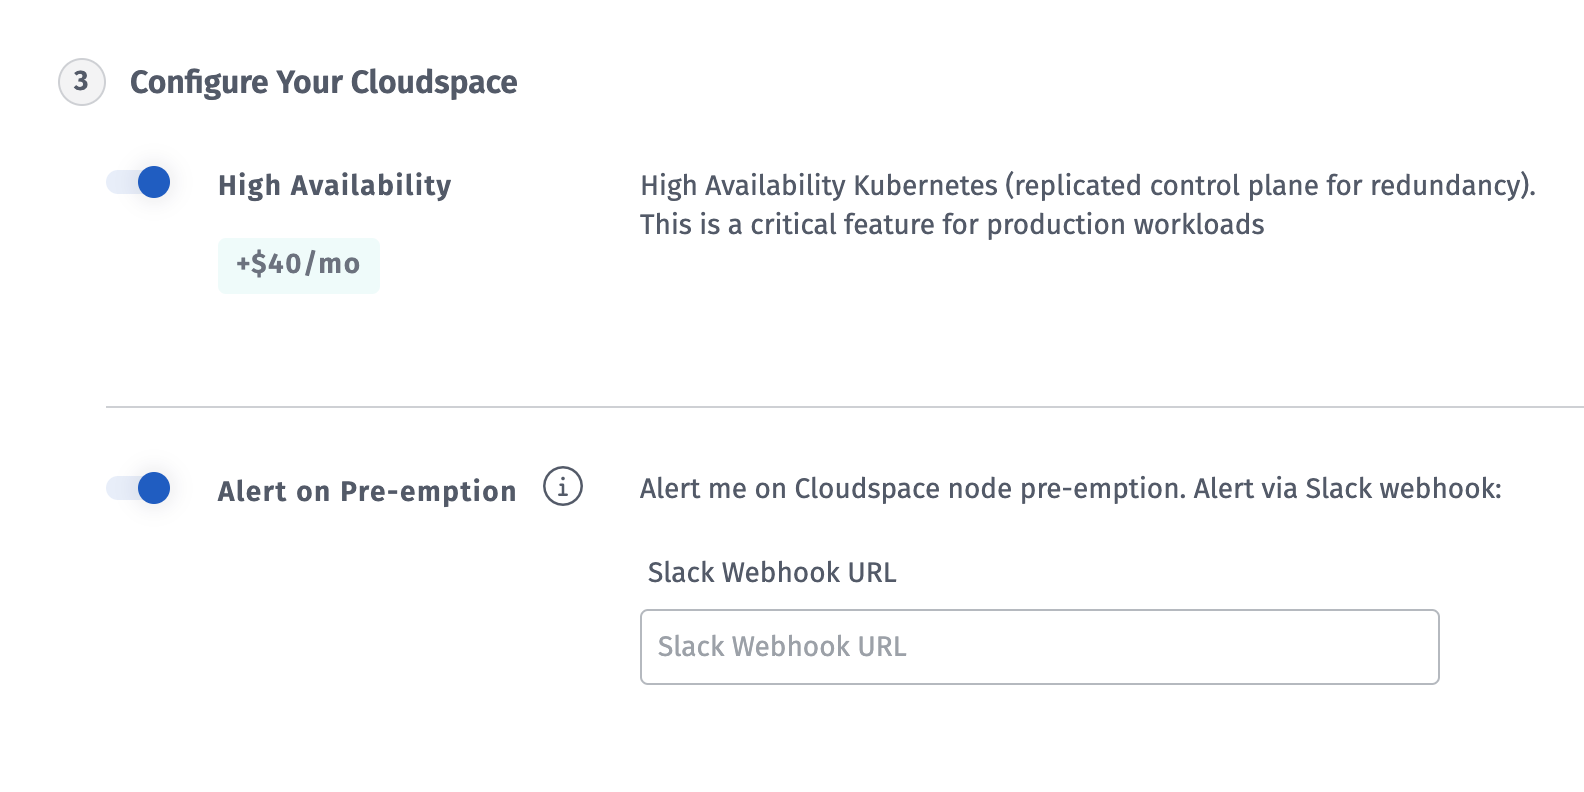 3 Configure Your Cloudspace
High Availability
+$40/mo
High Availability Kubernetes (replicated control plane for redundancy).
This is a critical feature for production workloads
Alert on Pre-emption i
Alert me on Cloudspace node pre-emption. Alert via Slack webhook:
Slack Webhook URL
Slack Webhook URL